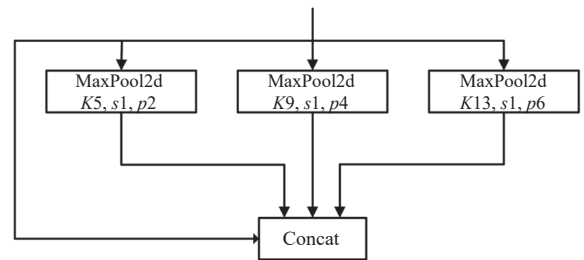 MaxPool2d
K5, s1, p2
MaxPool2d
K9, s1, p4
MaxPool2d
K13, s1, p6
Concat